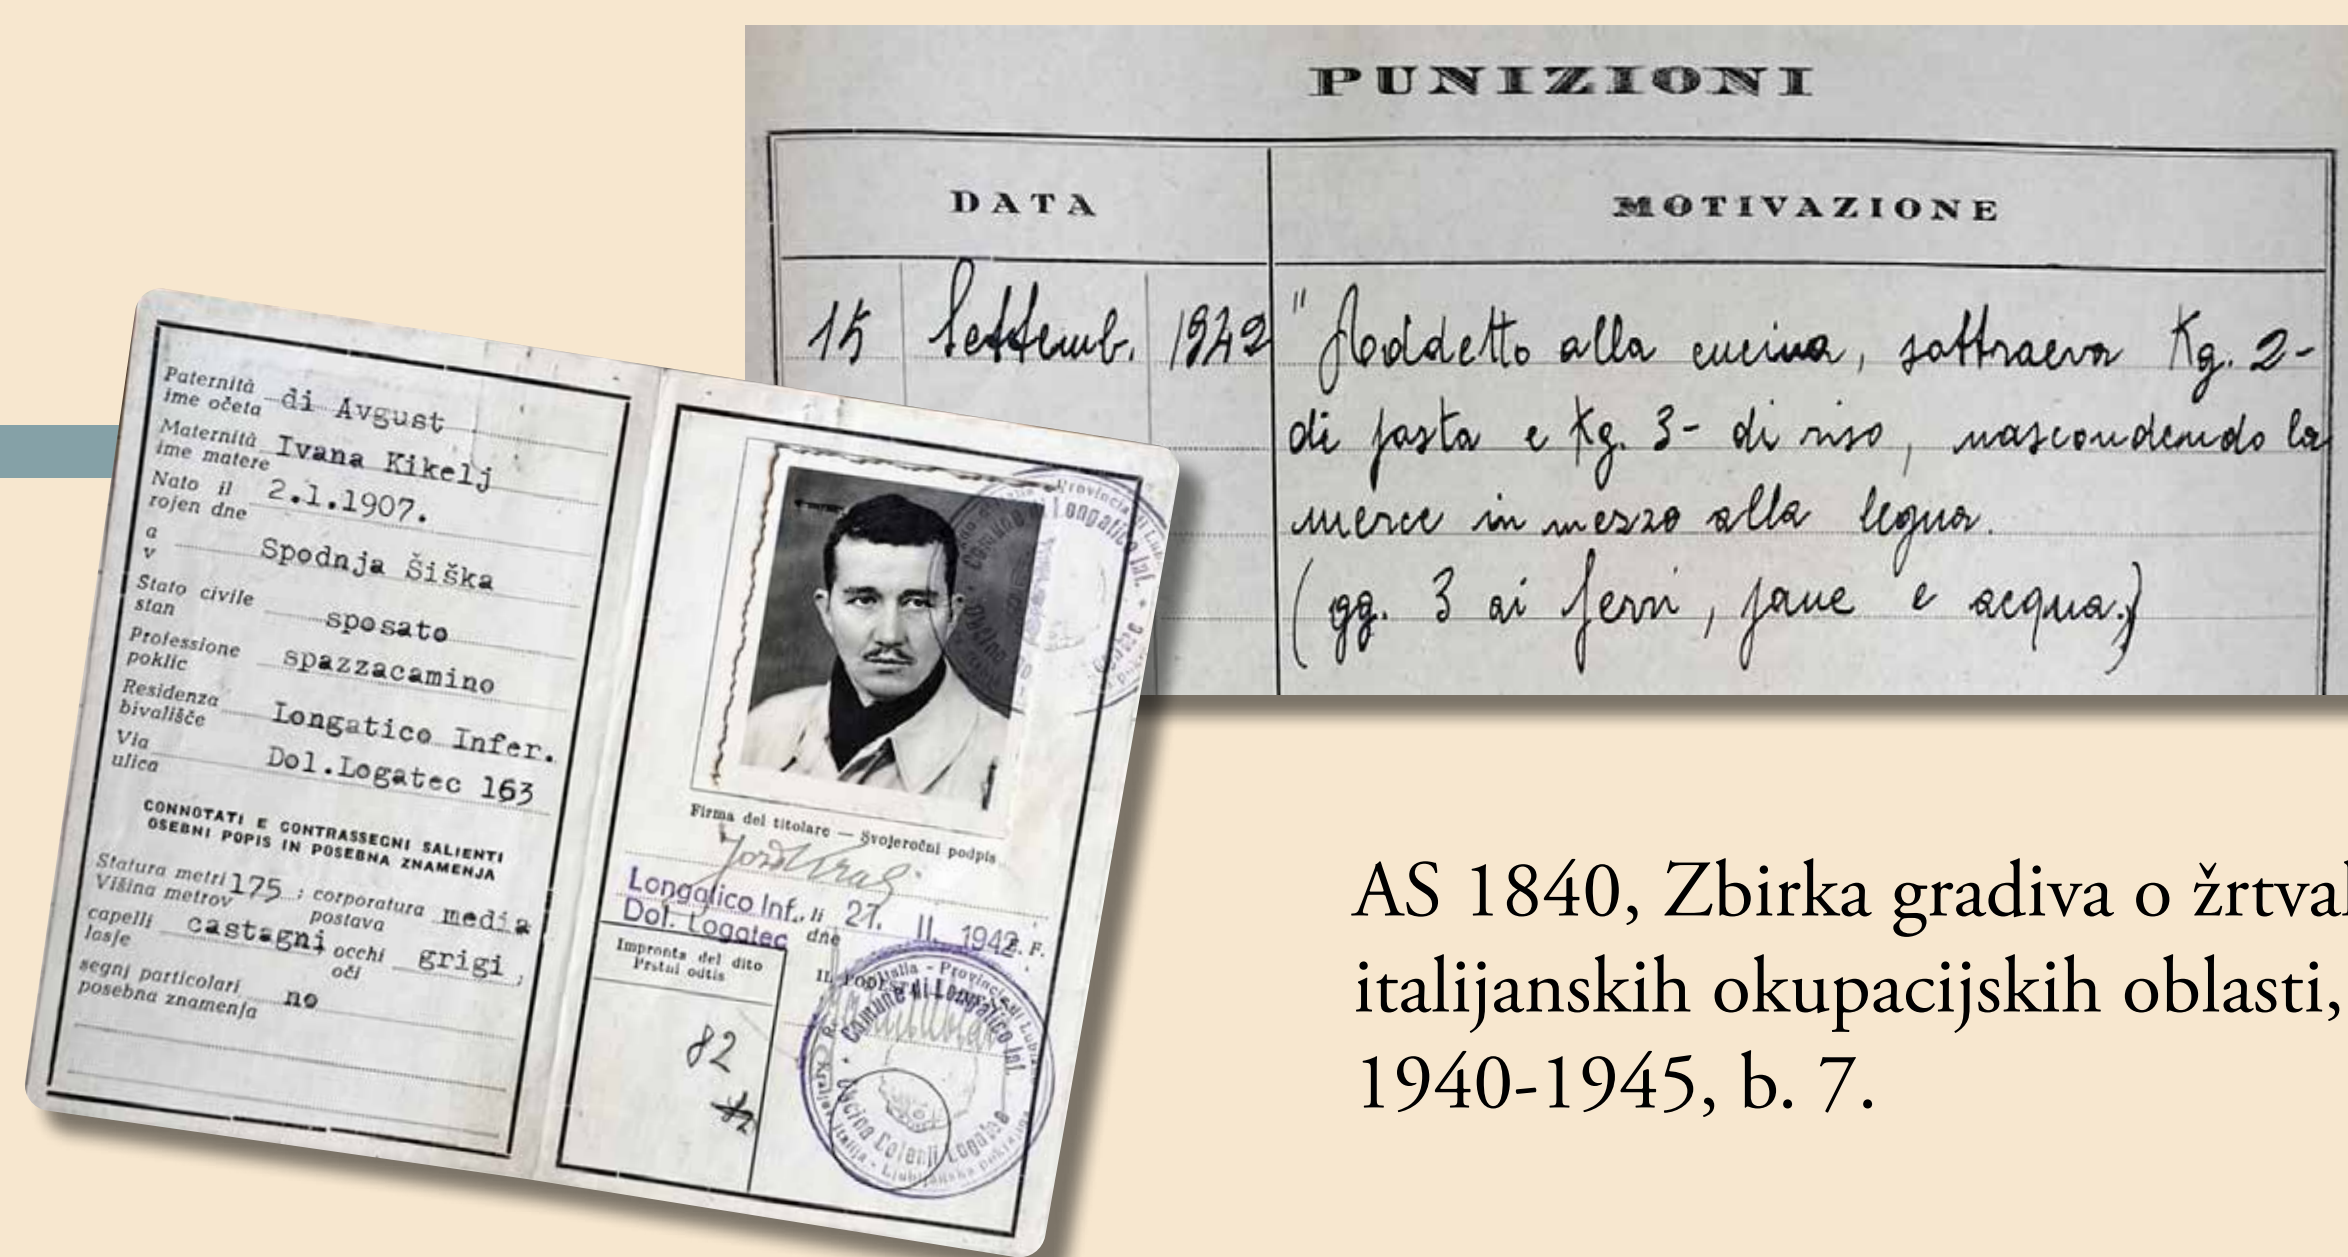 PUNIZIONI
DATA MOTIVAZIONE
15 Settemb. 1942 "Addetto alla cucina, sottraeva Kg. 2-
di pasta e Kg. 3- di riso, nascondendo la
merce in mezzo alla legna.
(gg. 3 ai ferri, pane e acqua.)
Paternità di Avgust
ime očeta
Maternità Ivana Kikelj
ime matere
Nato il 2.1.1907.
rojen dne
a
v Spodnja Šiška
Stato civile sposato
stan
Professione spazzacamino
poklic
Residenza Longatico Infer.
bivališče
Via Dol.Logatec 163
ulica
CONNOTATI E CONTRASSEGNI SALIENTI
OSEBNI POPIS IN POSEBNA ZNAMENJA
Statura metri 175 ; corporatura media
Višina metrov postava
capelli castagni occhi grigi ;
lasje oči
segni particolari no
posebna znamenja
Firma del titolare — Svojeročni podpis
Longatico Inf., li 27. II. 1942 E. F.
Dol. Logatec dne
Impronta del dito
Prstni odtis
82
Comune di Longatico Inf.
AS 1840, Zbirka gradiva o žrtvah
italijanskih okupacijskih oblasti,
1940-1945, b. 7.